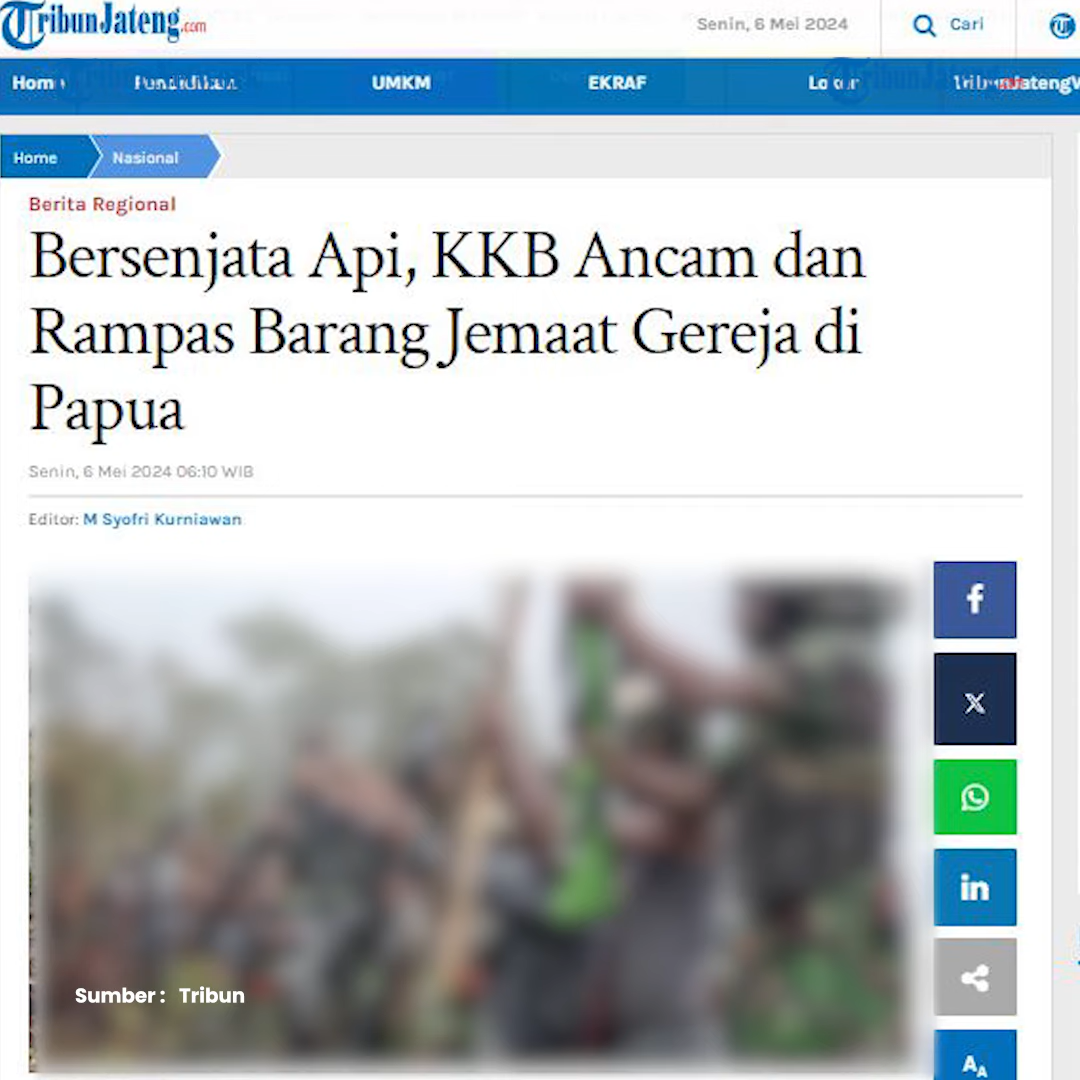 TribunJateng.com
Senin, 6 Mei 2024
Cari
Home
UMKM
EKRAF
Home
Nasional
Berita Regional
Bersenjata Api, KKB Ancam dan
Rampas Barang Jemaat Gereja di
Papua
Senin, 6 Mei 2024 06:10 WIB
Editor: M Syofri Kurniawan
Sumber : Tribun